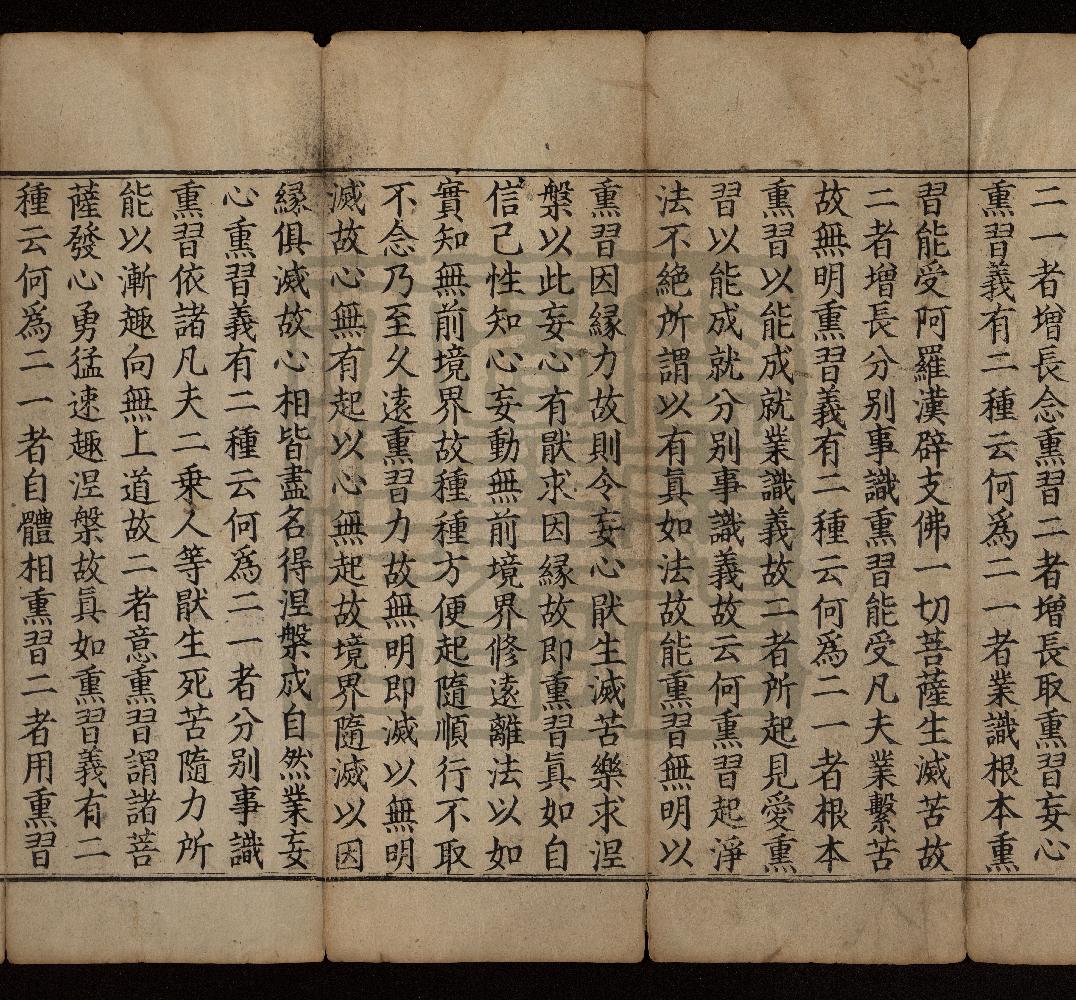 二一者增長念熏習二者增長取熏習妄心
熏習義有二種云何爲二一者業識根本熏
習能受阿羅漢辟支佛一切菩薩生滅苦故
二者增長分别事識熏習能受凡夫業繫苦
故無明熏習義有二種云何爲二一者根本
熏習以能成就業識義故二者所起見愛熏
習以能成就分别事識義故云何熏習起淨
法不絶所謂以有真如法故能熏習無明以
熏習因緣力故則令妄心猒生滅苦樂求涅
槃以此妄心有猒求因緣故即熏習真如自
信己性知心妄動無前境界修遠離法以如
實知無前境界故種種方便起隨順行不取
不念乃至久遠熏習力故無明即滅以無明
滅故心無有起以心無起故境界隨滅以因
緣俱滅故心相皆盡名得涅槃成自然業妄
心熏習義有二種云何爲二一者分别事識
熏習依諸凡夫二乗人等猒生死苦隨力所
能以漸趣向無上道故二者意熏習謂諸菩
薩發心勇猛速趣涅槃故真如熏習義有二
種云何爲二一者自體相熏習二者用熏習